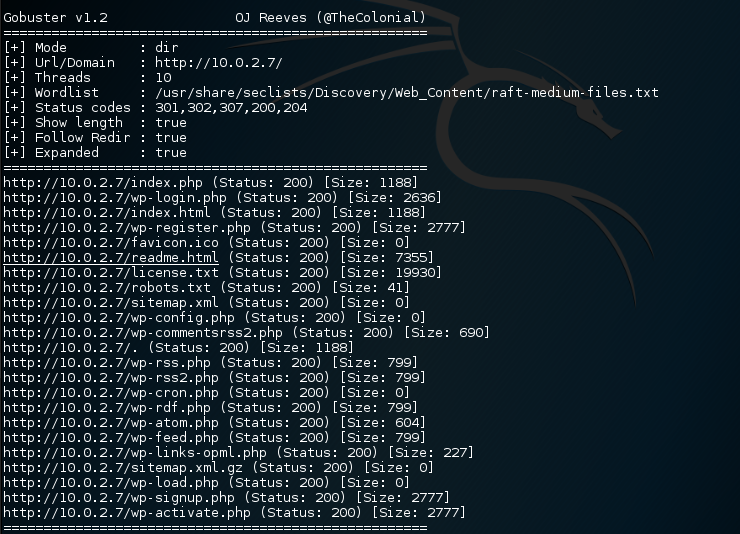 Gobuster v1.2              OJ Reeves (@TheColonial)
=====================================================
[+] Mode         : dir
[+] Url/Domain   : http://10.0.2.7/
[+] Threads      : 10
[+] Wordlist     : /usr/share/seclists/Discovery/Web_Content/raft-medium-files.txt
[+] Status codes : 301,302,307,200,204
[+] Show length  : true
[+] Follow Redir : true
[+] Expanded     : true
=====================================================
http://10.0.2.7/index.php (Status: 200) [Size: 1188]
http://10.0.2.7/wp-login.php (Status: 200) [Size: 2636]
http://10.0.2.7/index.html (Status: 200) [Size: 1188]
http://10.0.2.7/wp-register.php (Status: 200) [Size: 2777]
http://10.0.2.7/favicon.ico (Status: 200) [Size: 0]
http://10.0.2.7/readme.html (Status: 200) [Size: 7355]
http://10.0.2.7/license.txt (Status: 200) [Size: 19930]
http://10.0.2.7/robots.txt (Status: 200) [Size: 41]
http://10.0.2.7/sitemap.xml (Status: 200) [Size: 0]
http://10.0.2.7/wp-config.php (Status: 200) [Size: 0]
http://10.0.2.7/wp-commentsrss2.php (Status: 200) [Size: 690]
http://10.0.2.7/. (Status: 200) [Size: 1188]
http://10.0.2.7/wp-rss.php (Status: 200) [Size: 799]
http://10.0.2.7/wp-rss2.php (Status: 200) [Size: 799]
http://10.0.2.7/wp-cron.php (Status: 200) [Size: 0]
http://10.0.2.7/wp-rdf.php (Status: 200) [Size: 799]
http://10.0.2.7/wp-atom.php (Status: 200) [Size: 604]
http://10.0.2.7/wp-feed.php (Status: 200) [Size: 799]
http://10.0.2.7/wp-links-opml.php (Status: 200) [Size: 227]
http://10.0.2.7/sitemap.xml.gz (Status: 200) [Size: 0]
http://10.0.2.7/wp-load.php (Status: 200) [Size: 0]
http://10.0.2.7/wp-signup.php (Status: 200) [Size: 2777]
http://10.0.2.7/wp-activate.php (Status: 200) [Size: 2777]
=====================================================